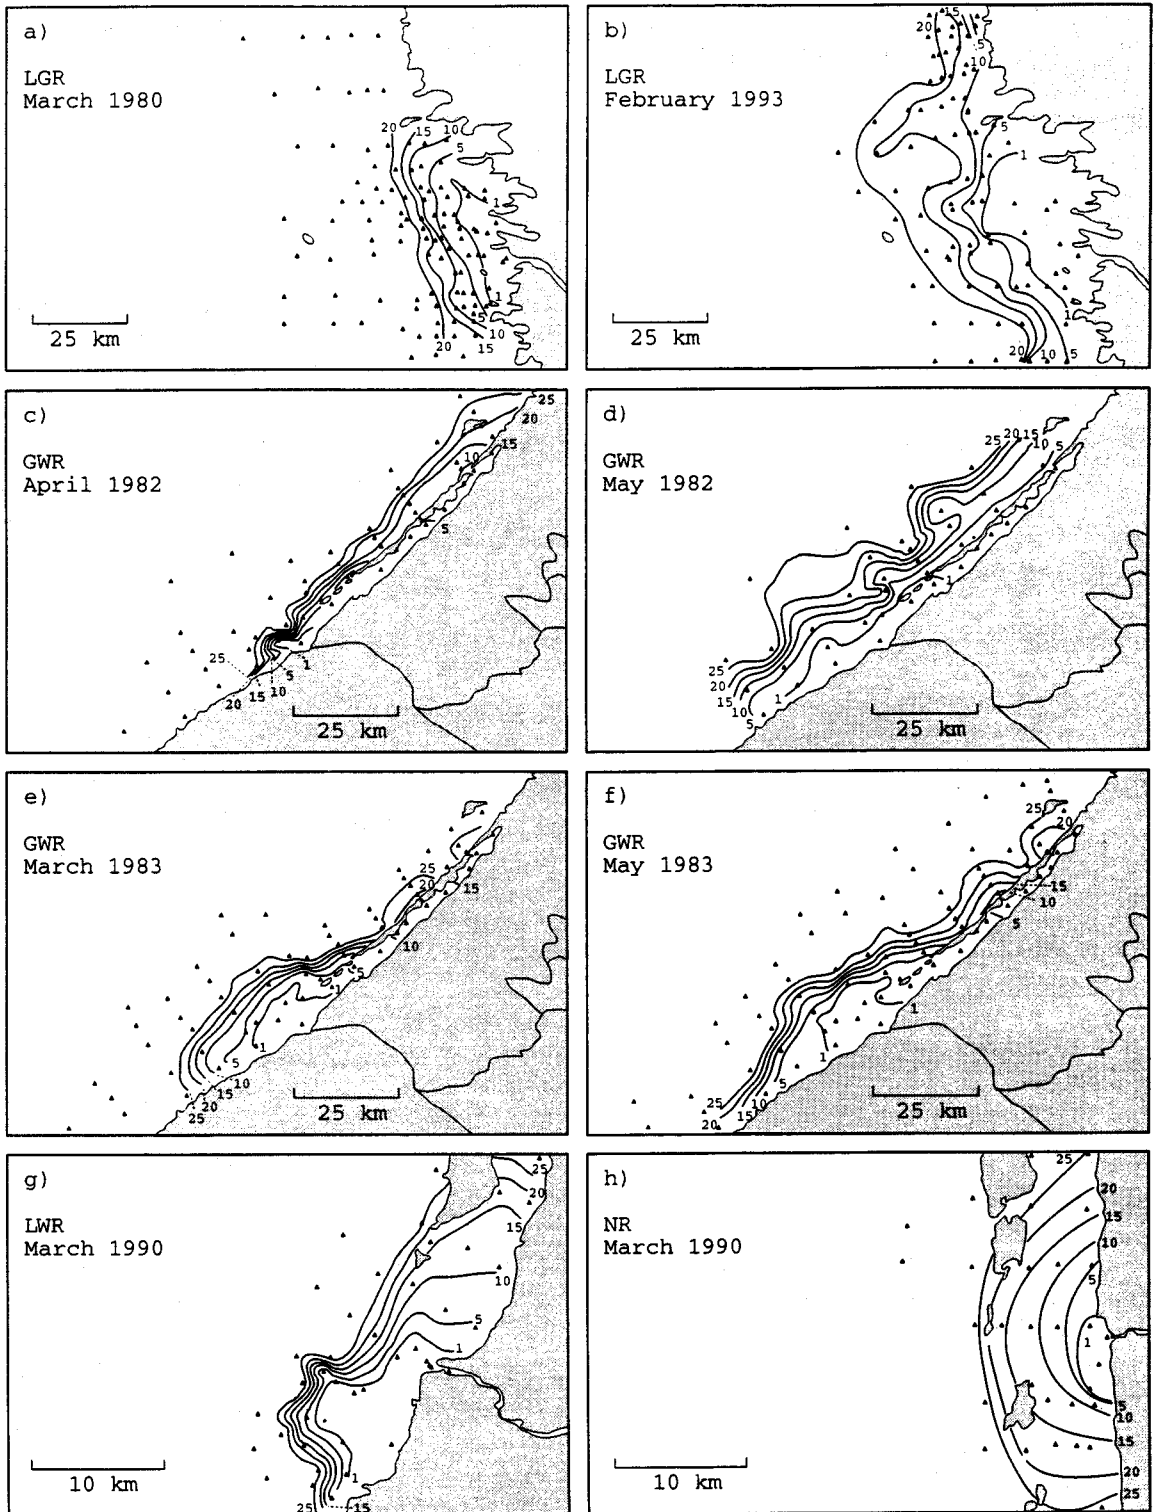 a)
LGR
March 1980
20 15 10
5
1
1
5
10
20 15
25 km
b)
LGR
February 1993
15
20
5
10
5
1
1
20 10 5
25 km
c)
GWR
April 1982
25
20
15
10
5
25
1
5
15 10
20
25 km
d)
GWR
May 1982
20 15
25 10 5
1
25
20
15
10 1
5
25 km
e)
GWR
March 1983
25
20 15
10
5
1
1
5
10
15
20
25
25 km
f)
GWR
May 1983
25
20
15
10
5
1
1
5
25 10
20 15
25 km
g)
LWR
March 1990
25
20
15
10
5
1
1
25 15
10 km
h)
NR
March 1990
25
20
15
10
5
1
5
10
15
20
25
10 km